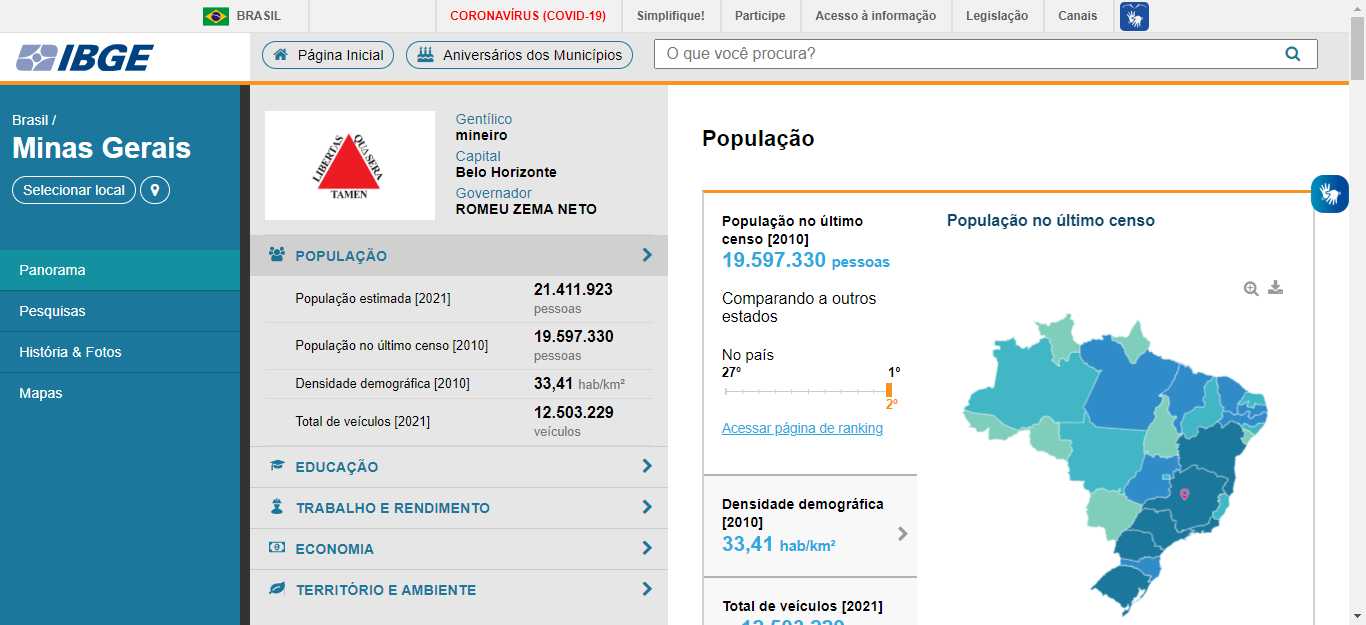 BRASIL
CORONAVÍRUS (COVID-19)
Simplifique!
Participe
Acesso à informação
Legislação
Canais
IBGE
Página Inicial
Aniversários dos Municípios
O que você procura?
Brasil /
Minas Gerais
Selecionar local
Panorama
Pesquisas
História & Fotos
Mapas
LIBERTAS QUÆ SERA
TAMEN
Gentílico
mineiro
Capital
Belo Horizonte
Governador
ROMEU ZEMA NETO
POPULAÇÃO
População estimada [2021]
21.411.923
pessoas
População no último censo [2010]
19.597.330
pessoas
Densidade demográfica [2010]
33,41 hab/km²
Total de veículos [2021]
12.503.229
veículos
EDUCAÇÃO
TRABALHO E RENDIMENTO
ECONOMIA
TERRITÓRIO E AMBIENTE
População
População no último
censo [2010]
19.597.330 pessoas
Comparando a outros
estados
No país
27º
1º
2º
Acessar página de ranking
Densidade demográfica
[2010]
33,41 hab/km²
Total de veículos [2021]
12.503.229
População no último censo